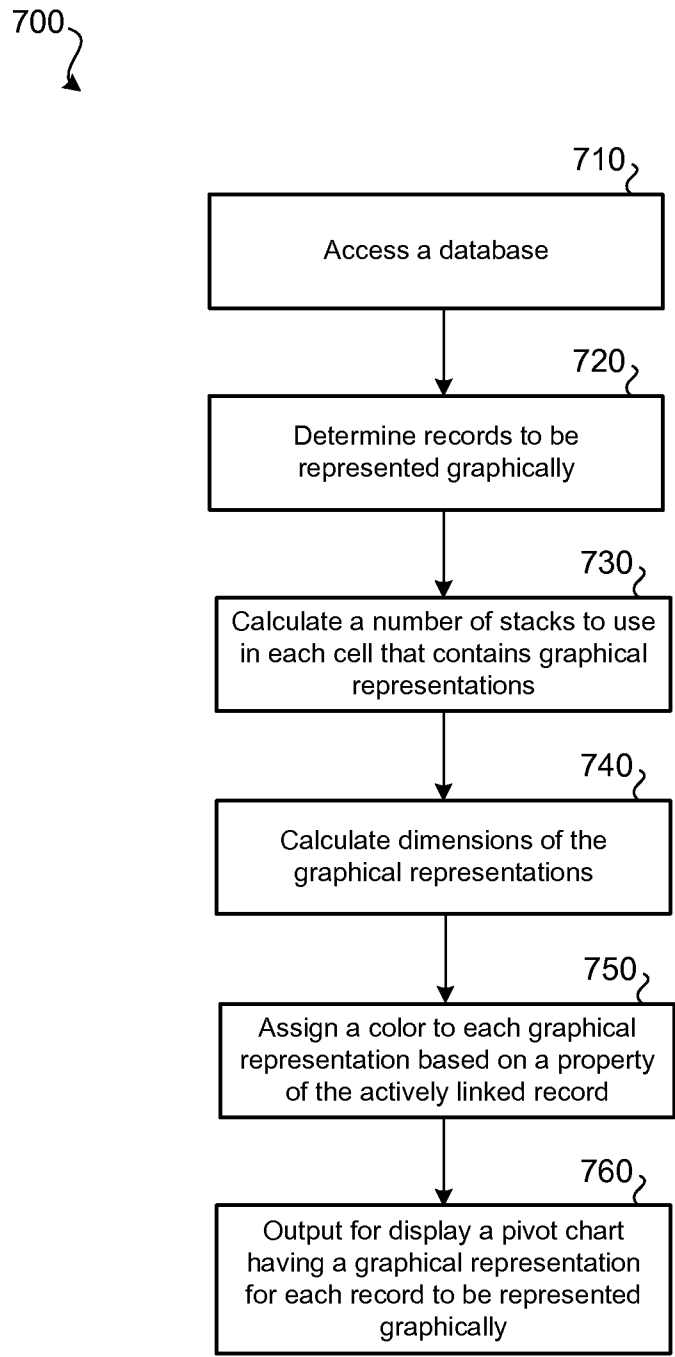 700
710
Access a database
720
Determine records to be
represented graphically
730
Calculate a number of stacks to use
in each cell that contains graphical
representations
740
Calculate dimensions of the
graphical representations
750
Assign a color to each graphical
representation based on a property
of the actively linked record
760
Output for display a pivot chart
having a graphical representation
for each record to be represented
graphically